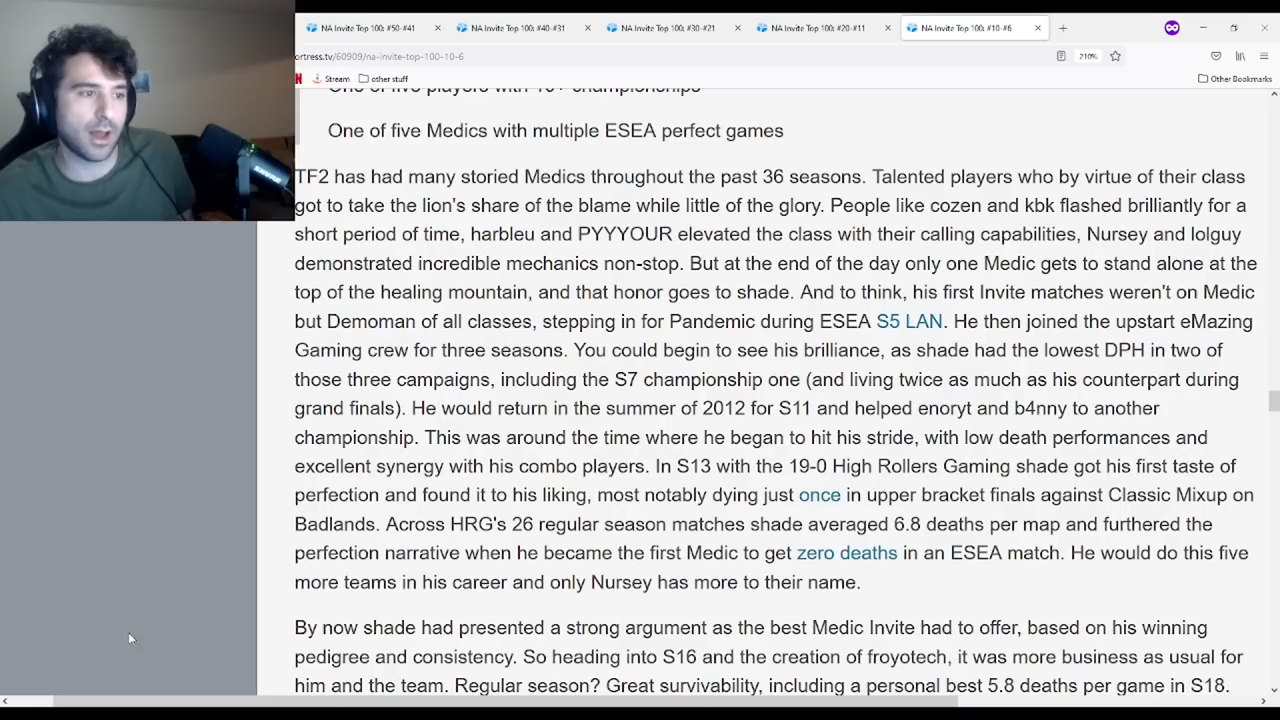 NA Invite Top 100: #50-#41
NA Invite Top 100: #40-#31
NA Invite Top 100: #30-#21
NA Invite Top 100: #20-#11
NA Invite Top 100: #10-#6
ortress.tv/60909/na-invite-top-100-10-6
210%
Stream
other stuff
Other Bookmarks
One of five players with 10+ championships
One of five Medics with multiple ESEA perfect games
TF2 has had many storied Medics throughout the past 36 seasons. Talented players who by virtue of their class
got to take the lion's share of the blame while little of the glory. People like cozen and kbk flashed brilliantly for a
short period of time, harbleu and PYYYOUR elevated the class with their calling capabilities, Nursey and lolguy
demonstrated incredible mechanics non-stop. But at the end of the day only one Medic gets to stand alone at the
top of the healing mountain, and that honor goes to shade. And to think, his first Invite matches weren't on Medic
but Demoman of all classes, stepping in for Pandemic during ESEA S5 LAN. He then joined the upstart eMazing
Gaming crew for three seasons. You could begin to see his brilliance, as shade had the lowest DPH in two of
those three campaigns, including the S7 championship one (and living twice as much as his counterpart during
grand finals). He would return in the summer of 2012 for S11 and helped enoryt and b4nny to another
championship. This was around the time where he began to hit his stride, with low death performances and
excellent synergy with his combo players. In S13 with the 19-0 High Rollers Gaming shade got his first taste of
perfection and found it to his liking, most notably dying just once in upper bracket finals against Classic Mixup on
Badlands. Across HRG's 26 regular season matches shade averaged 6.8 deaths per map and furthered the
perfection narrative when he became the first Medic to get zero deaths in an ESEA match. He would do this five
more teams in his career and only Nursey has more to their name.
By now shade had presented a strong argument as the best Medic Invite had to offer, based on his winning
pedigree and consistency. So heading into S16 and the creation of froyotech, it was more business as usual for
him and the team. Regular season? Great survivability, including a personal best 5.8 deaths per game in S18.
SHURE